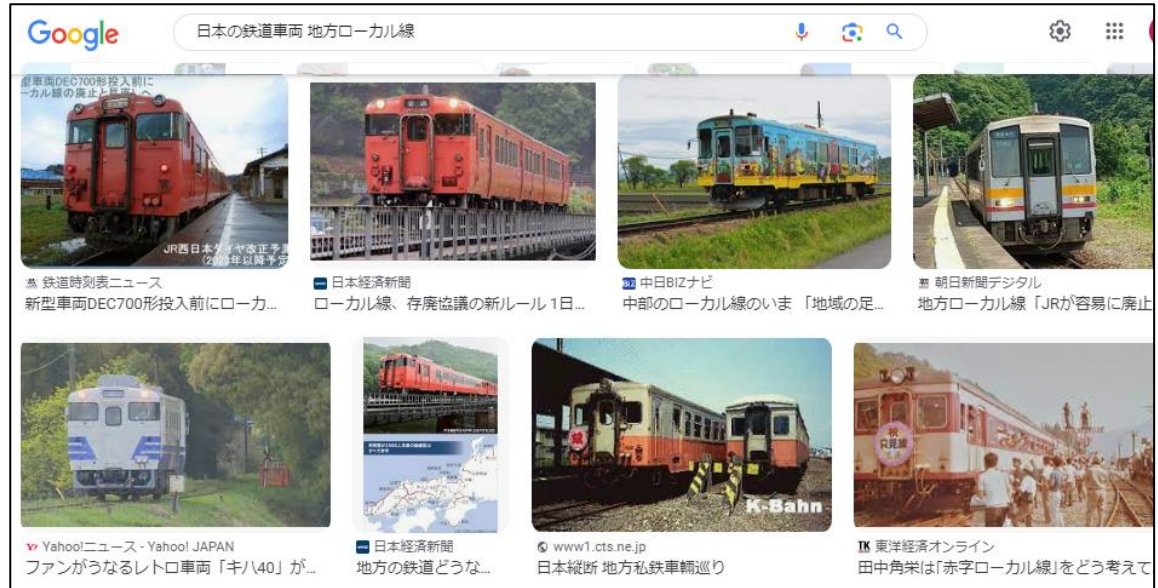 Google
日本の鉄道車両 地方ローカル線
型車両DEC700形投入前に
ーカル線の廃止と見直しへ
JR西日本ダイヤ改正予測
(2023年以降予定
鉄道時刻表ニュース
新型車両DEC700形投入前にローカ...
日本経済新聞
ローカル線、存廃協議の新ルール 1日...
中日BIZナビ
中部のローカル線のいま 「地域の足...
朝日新聞デジタル
地方ローカル線「JRが容易に廃止
K-Bahn
祝
只見線
Yahoo!ニュース - Yahoo! JAPAN
ファンがうなるレトロ車両「キハ40」が...
日本経済新聞
地方の鉄道どうな...
www1.cts.ne.jp
日本縦断 地方私鉄車輌巡り
東洋経済オンライン
田中角栄は「赤字ローカル線」をどう考えて